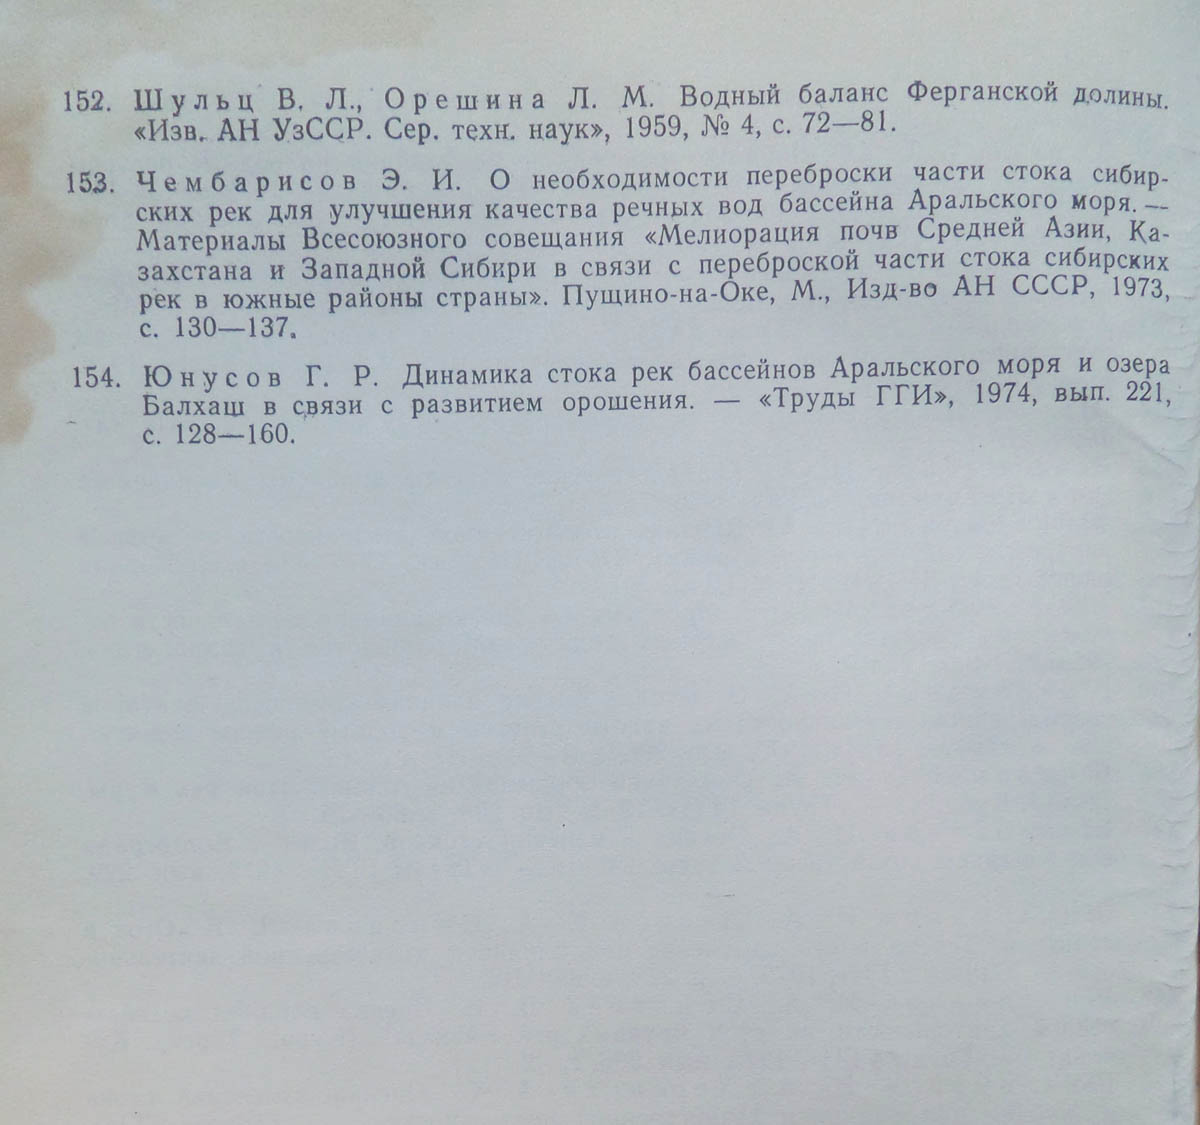 152. Шульц В. Л., Орешина Л. М. Водный баланс Ферганской долины.
«Изв. АН УзССР. Сер. техн. наук», 1959, № 4, с. 72—81.
153. Чембарисов Э. И. О необходимости переброски части стока сибир-
ских рек для улучшения качества речных вод бассейна Аральского моря. —
Материалы Всесоюзного совещания «Мелиорация почв Средней Азии, Ка-
захстана и Западной Сибири в связи с переброской части стока сибирских
рек в южные районы страны». Пущино-на-Оке, М., Изд-во АН СССР, 1973,
с. 130—137.
154. Юнусов Г. Р. Динамика стока рек бассейнов Аральского моря и озера
Балхаш в связи с развитием орошения. — «Труды ГГИ», 1974, вып. 221,
с. 128—160.